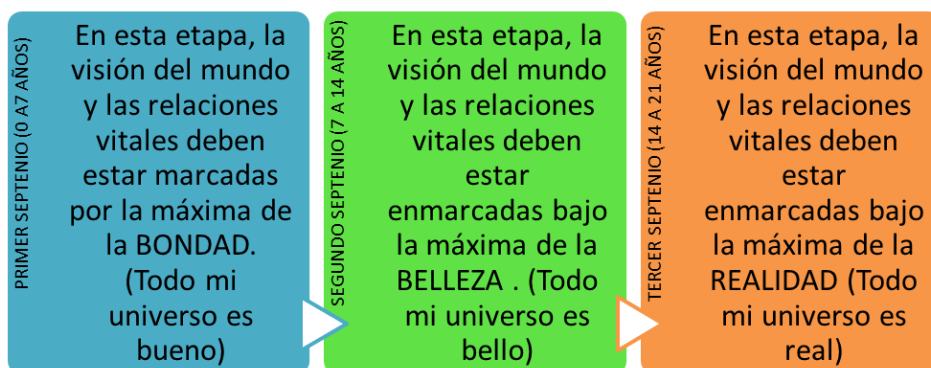 PRIMER SEPTENIO (0 A7 AÑOS)
En esta etapa, la
visión del mundo
y las relaciones
vitales deben
estar marcadas
por la máxima de
la BONDAD.
(Todo mi
universo es
bueno)
SEGUNDO SEPTENIO (7 A 14 AÑOS)
En esta etapa, la
visión del mundo
y las relaciones
vitales deben
estar
enmarcadas bajo
la máxima de la
BELLEZA . (Todo
mi universo es
bello)
TERCER SEPTENIO (14 A 21 AÑOS)
En esta etapa, la
visión del mundo
y las relaciones
vitales deben
estar
enmarcadas bajo
la máxima de la
REALIDAD (Todo
mi universo es
real)